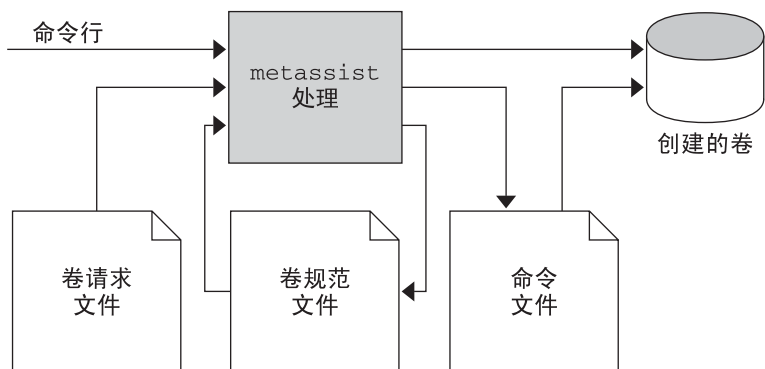 命令行
metassist
处理
创建的卷
卷请求
文件
卷规范
文件
命令
文件